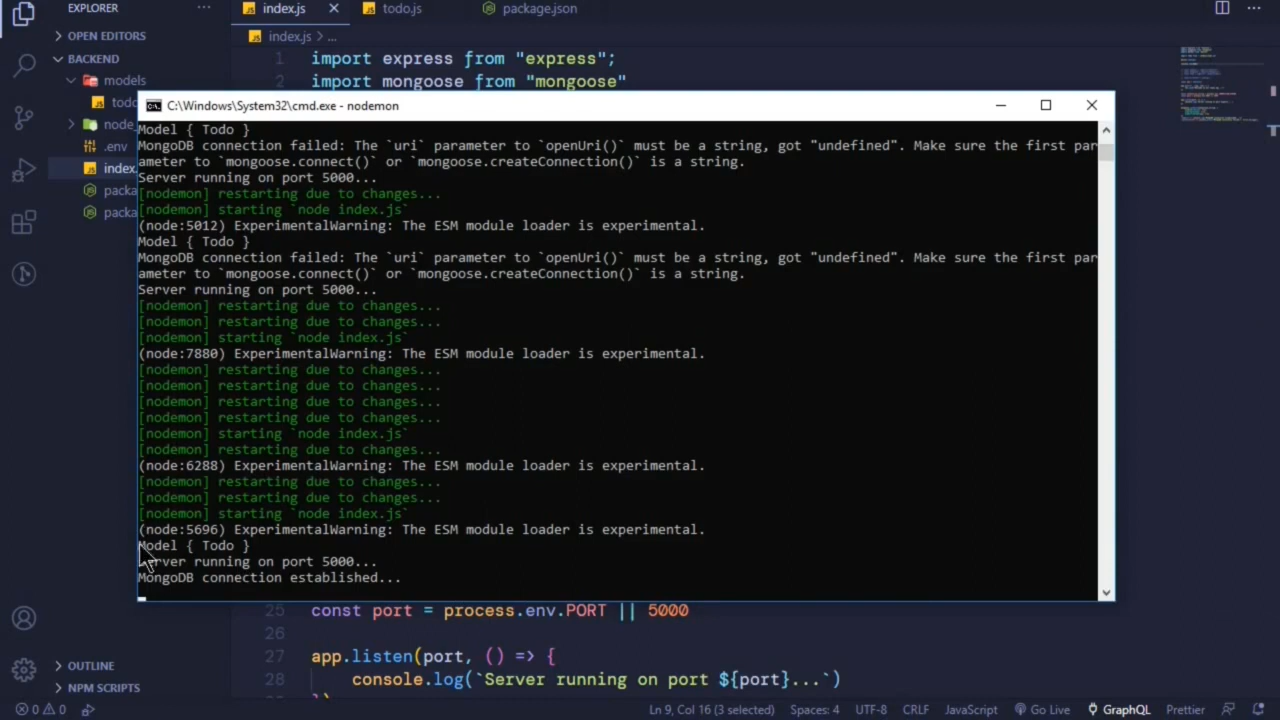 EXPLORER
index.js
todo.js
package.json
OPEN EDITORS
index.js > ...
BACKEND
1 import express from "express";
models
2 import mongoose from "mongoose"
todo
node_
.env
index.
packa
packa
C:\Windows\System32\cmd.exe - nodemon
Model { Todo }
MongoDB connection failed: The `uri` parameter to `openUri()` must be a string, got "undefined". Make sure the first par
ameter to `mongoose.connect()` or `mongoose.createConnection()` is a string.
Server running on port 5000...
[nodemon] restarting due to changes...
[nodemon] starting `node index.js`
(node:5012) ExperimentalWarning: The ESM module loader is experimental.
Model { Todo }
MongoDB connection failed: The `uri` parameter to `openUri()` must be a string, got "undefined". Make sure the first par
ameter to `mongoose.connect()` or `mongoose.createConnection()` is a string.
Server running on port 5000...
[nodemon] restarting due to changes...
[nodemon] restarting due to changes...
[nodemon] starting `node index.js`
(node:7880) ExperimentalWarning: The ESM module loader is experimental.
[nodemon] restarting due to changes...
[nodemon] restarting due to changes...
[nodemon] restarting due to changes...
[nodemon] restarting due to changes...
[nodemon] starting `node index.js`
[nodemon] restarting due to changes...
(node:6288) ExperimentalWarning: The ESM module loader is experimental.
[nodemon] restarting due to changes...
[nodemon] restarting due to changes...
[nodemon] starting `node index.js`
(node:5696) ExperimentalWarning: The ESM module loader is experimental.
Model { Todo }
Server running on port 5000...
MongoDB connection established...
25 const port = process.env.PORT || 5000
26
27 app.listen(port, () => {
28 console.log(`Server running on port ${port}...`)
OUTLINE
NPM SCRIPTS
0 0
Ln 9, Col 16 (3 selected)
Spaces: 4
UTF-8
CRLF
JavaScript
Go Live
GraphQL
Prettier